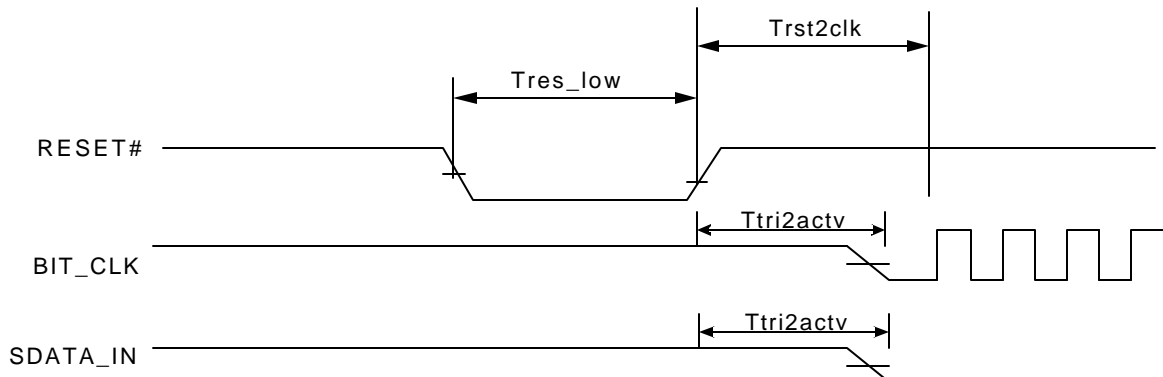 Trst2clk
Tres_low
RESET#
Ttri2actv
BIT_CLK
Ttri2actv
SDATA_IN